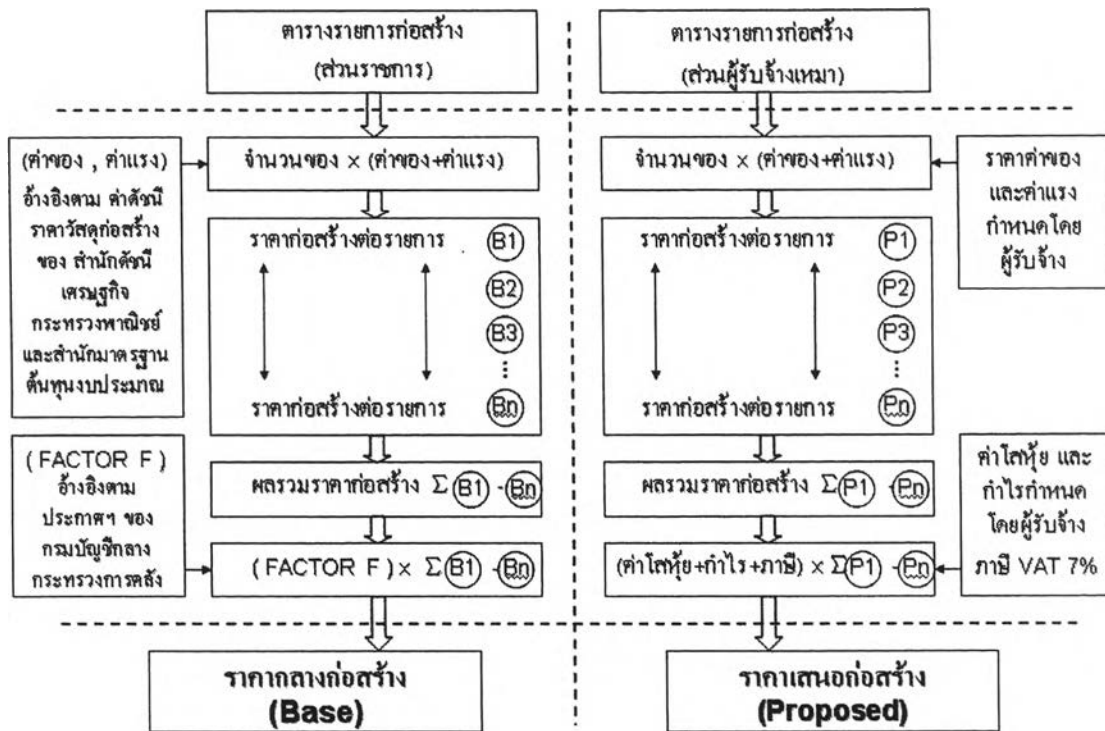 ตารางรายการก่อสร้าง
(ส่วนราชการ)
ตารางรายการก่อสร้าง
(ส่วนผู้รับจ้างเหมา)
(ค่าของ , ค่าแรง)
อ้างอิงตาม ค่าดัชนี
ราคาวัสดุก่อสร้าง
ของ สำนักดัชนี
เศรษฐกิจ
กระทรวงพาณิชย์
และสำนักมาตรฐาน
ต้นทุนงบประมาณ
จำนวนของ × (ค่าของ+ค่าแรง)
จำนวนของ × (ค่าของ+ค่าแรง)
ราคาค่าของ
และค่าแรง
กำหนดโดย
ผู้รับจ้าง
ราคาก่อสร้างต่อรายการ B1
B2
B3
⋮
ราคาก่อสร้างต่อรายการ Bn
ราคาก่อสร้างต่อรายการ P1
P2
P3
⋮
ราคาก่อสร้างต่อรายการ Pn
(FACTOR F)
อ้างอิงตาม
ประกาศฯ ของ
กรมบัญชีกลาง
กระทรวงการคลัง
ผลรวมราคาก่อสร้าง Σ B1 - Bn
ผลรวมราคาก่อสร้าง Σ P1 - Pn
ค่าโสหุ้ย และ
กำไรกำหนด
โดยผู้รับจ้าง
ภาษี VAT 7%
(FACTOR F) × Σ B1 - Bn
(ค่าโสหุ้ย+กำไร+ภาษี) × Σ P1 - Pn
ราคากลางก่อสร้าง
(Base)
ราคาเสนอก่อสร้าง
(Proposed)